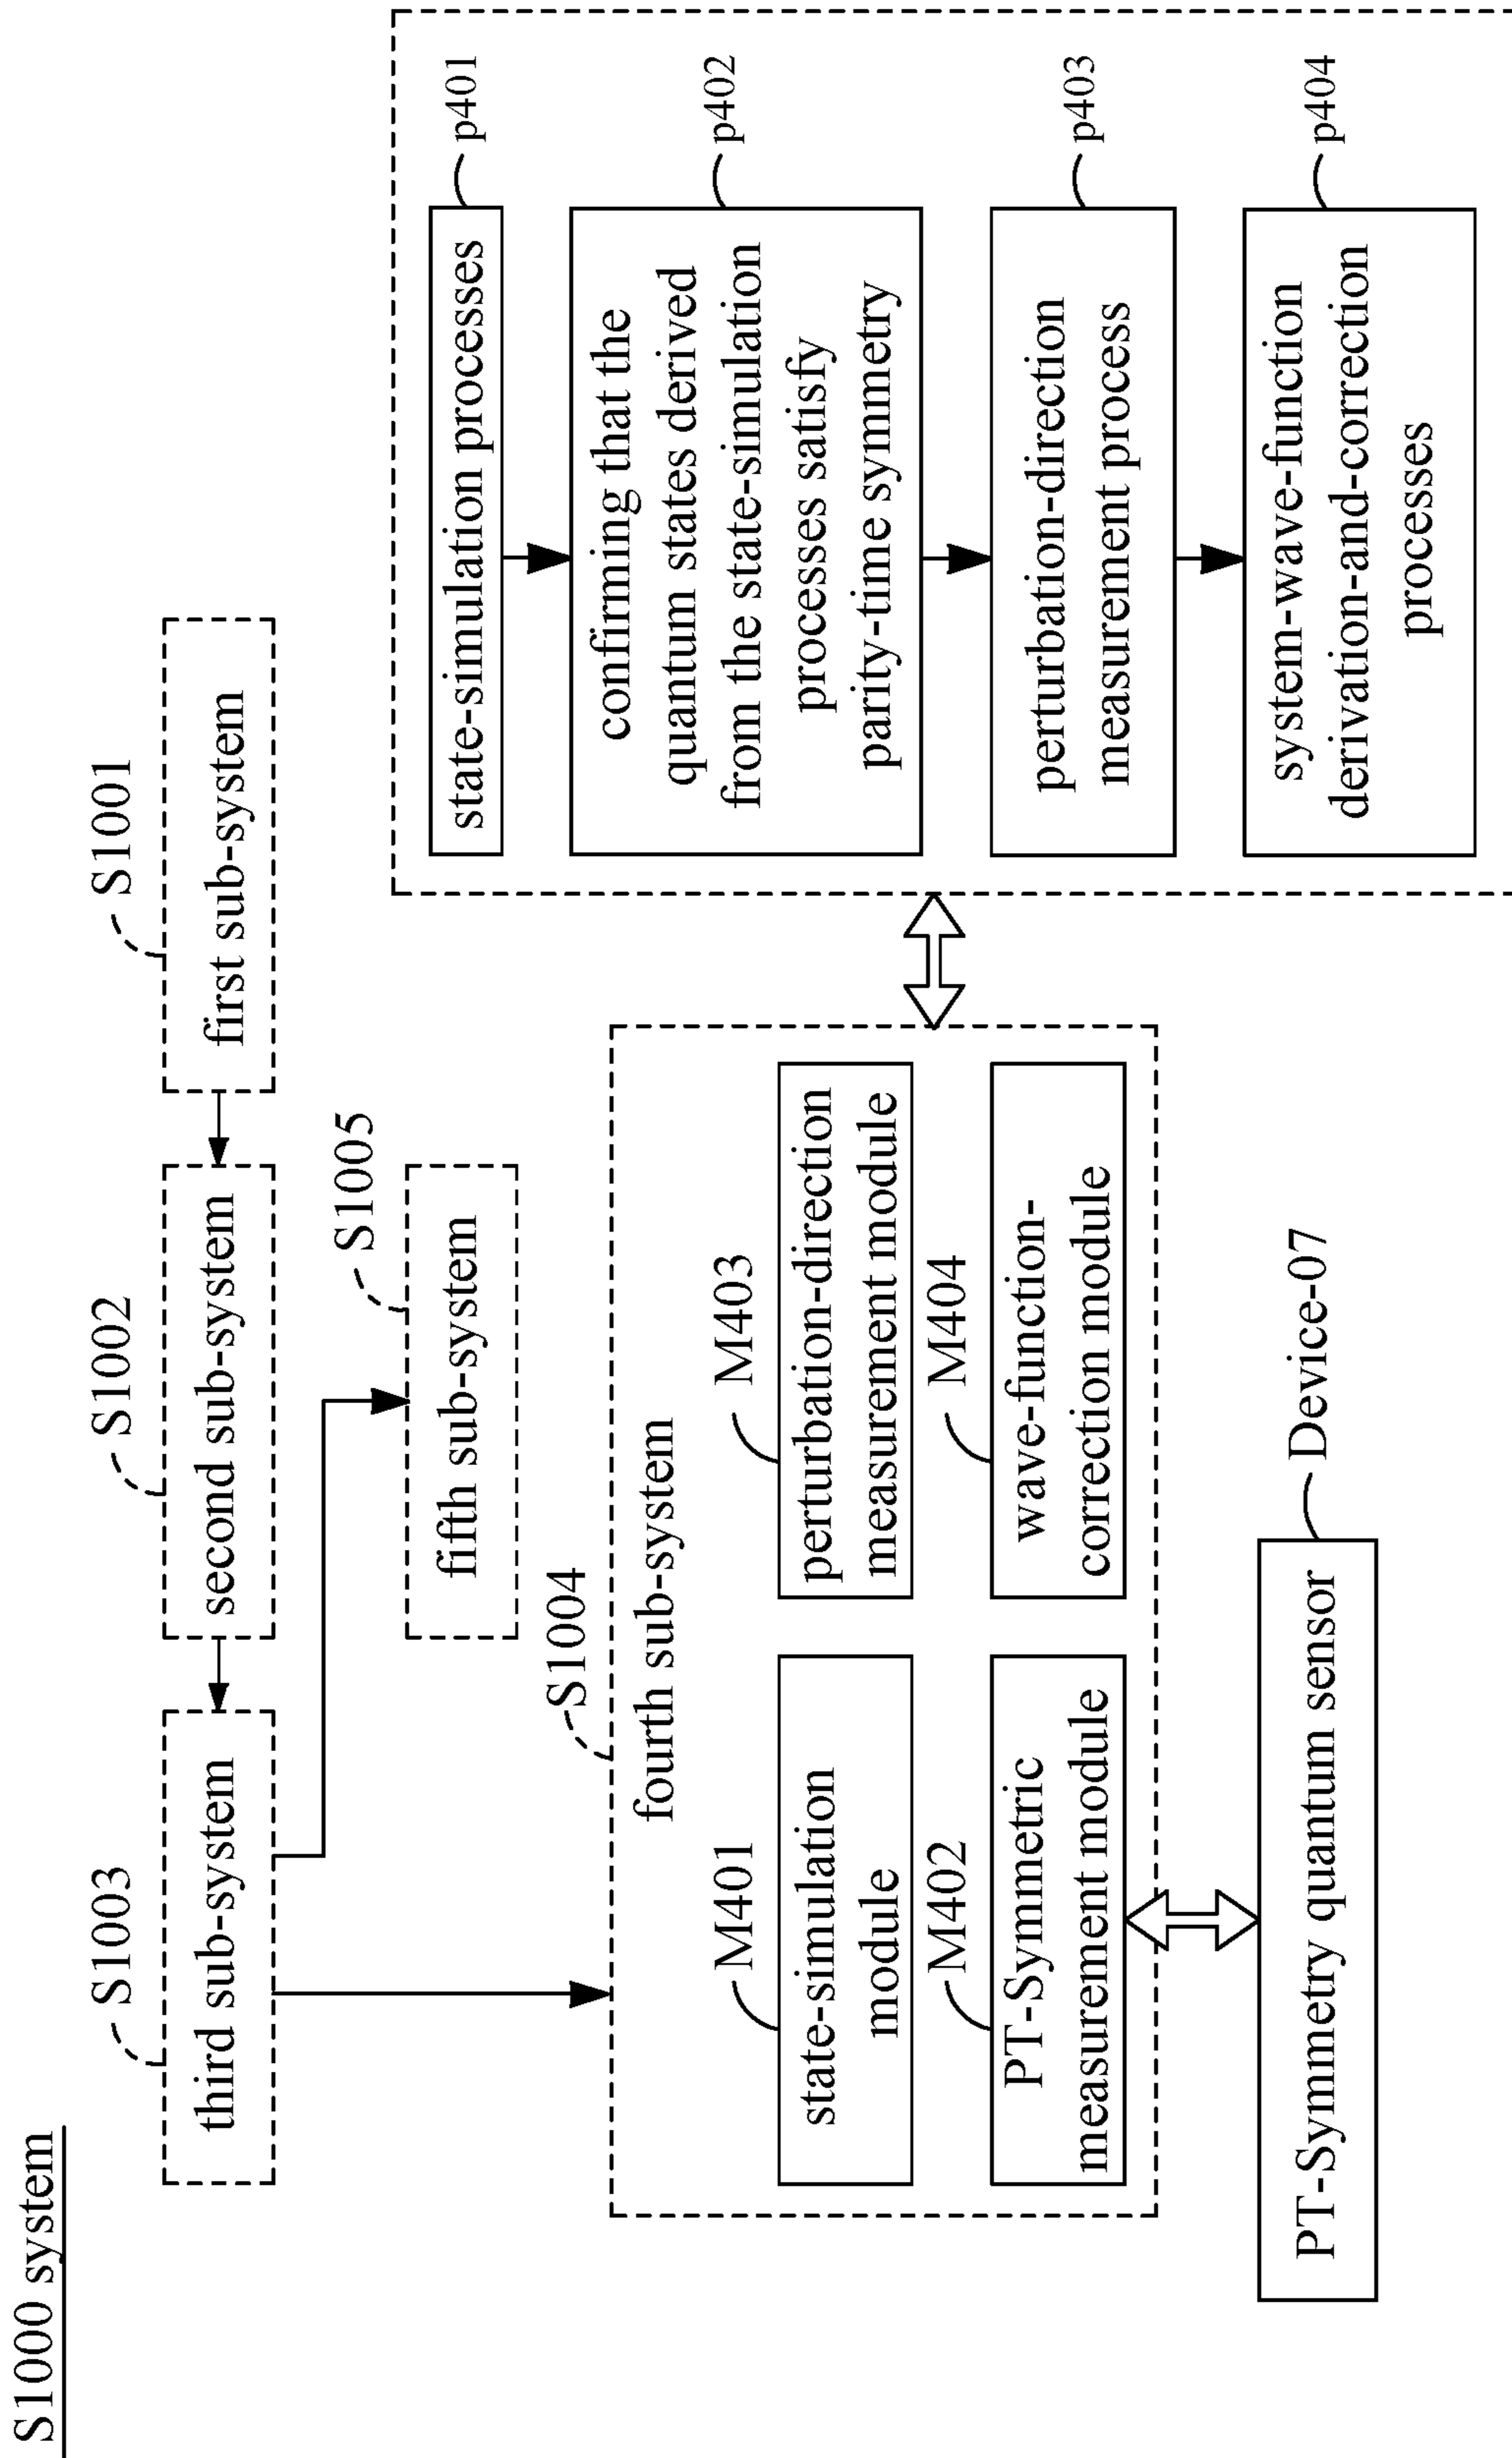 S1000 system
S1003
third sub-system
S1002
second sub-system
S1001
first sub-system
S1005
fifth sub-system
S1004
fourth sub-system
M401
state-simulation
module
M403
perturbation-direction
measurement module
M402
PT-Symmetric
measurement module
M404
wave-function-
correction module
PT-Symmetry quantum sensor
Device-07
state-simulation processes
p401
confirming that the
quantum states derived
from the state-simulation
processes satisfy
parity-time symmetry
p402
perturbation-direction
measurement process
p403
system-wave-function
derivation-and-correction
processes
p404